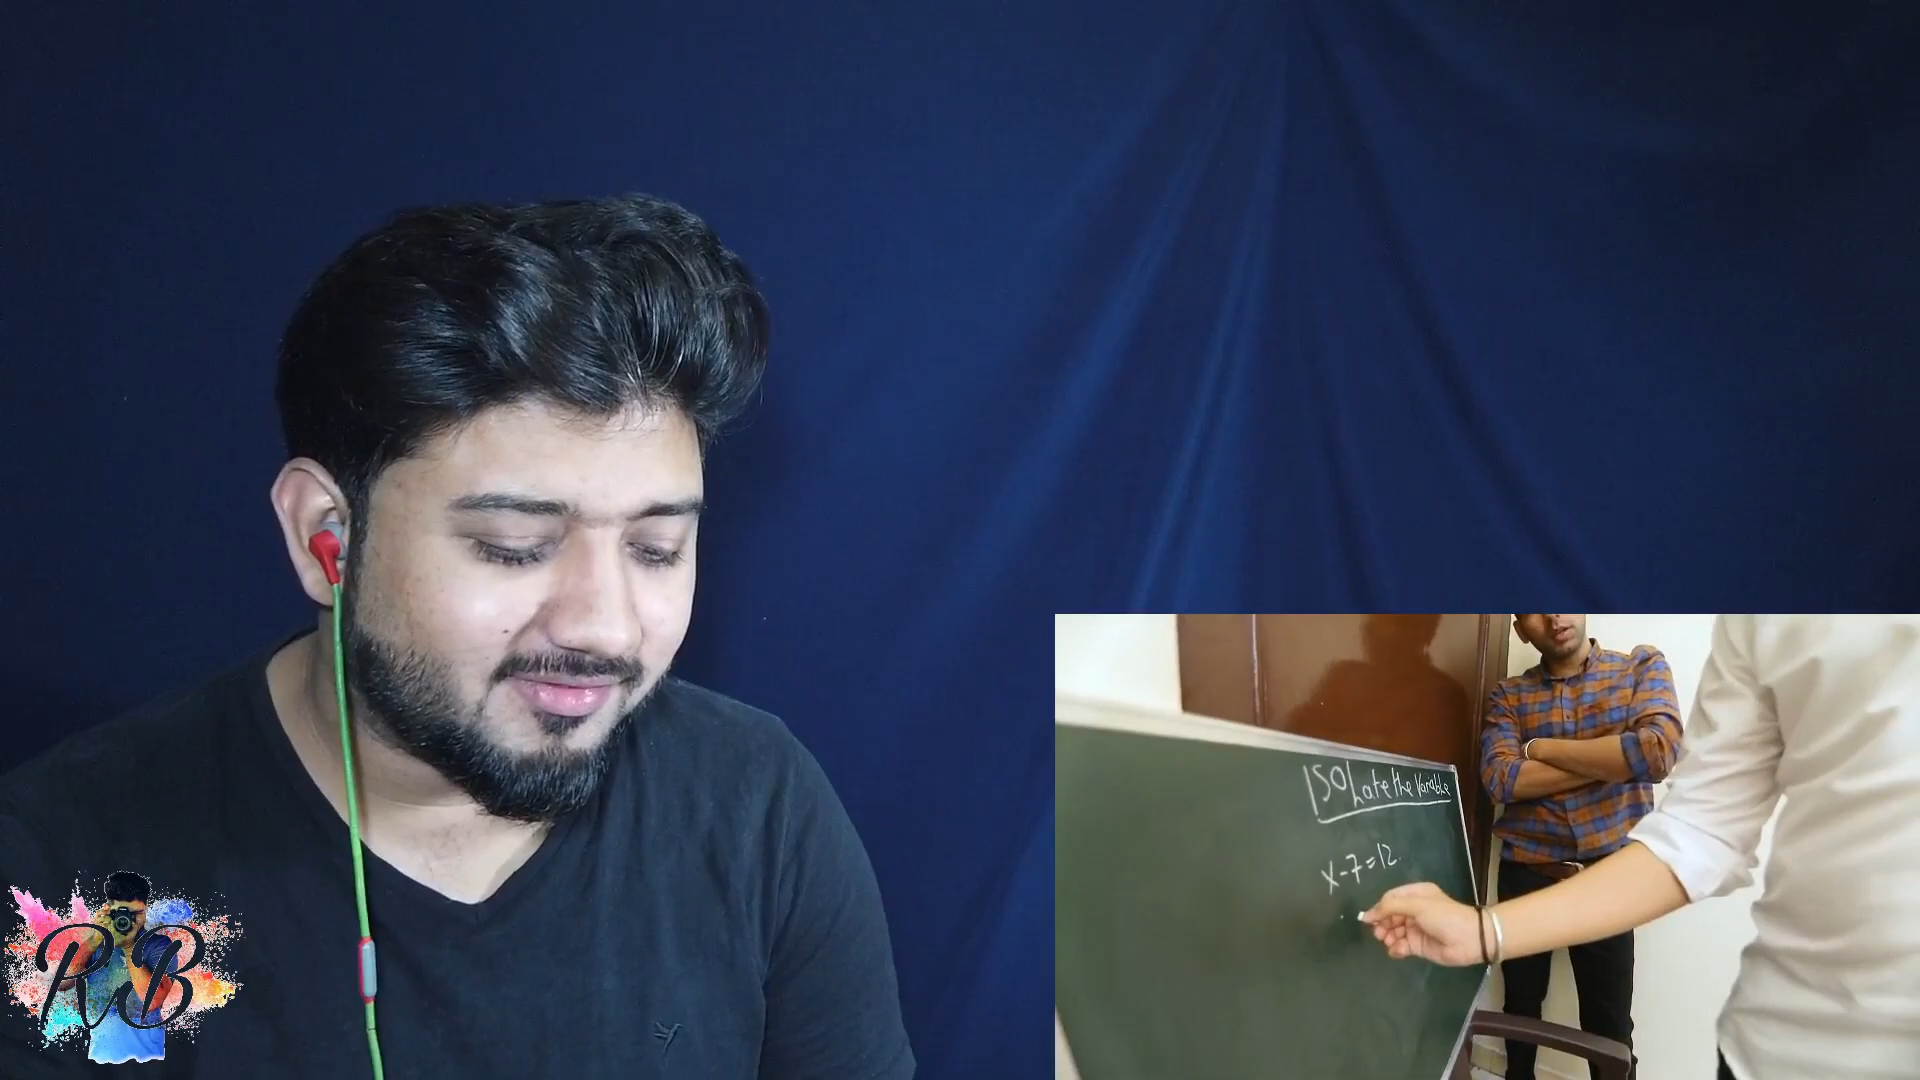 ISOLate the Variable
x-7=12
RB